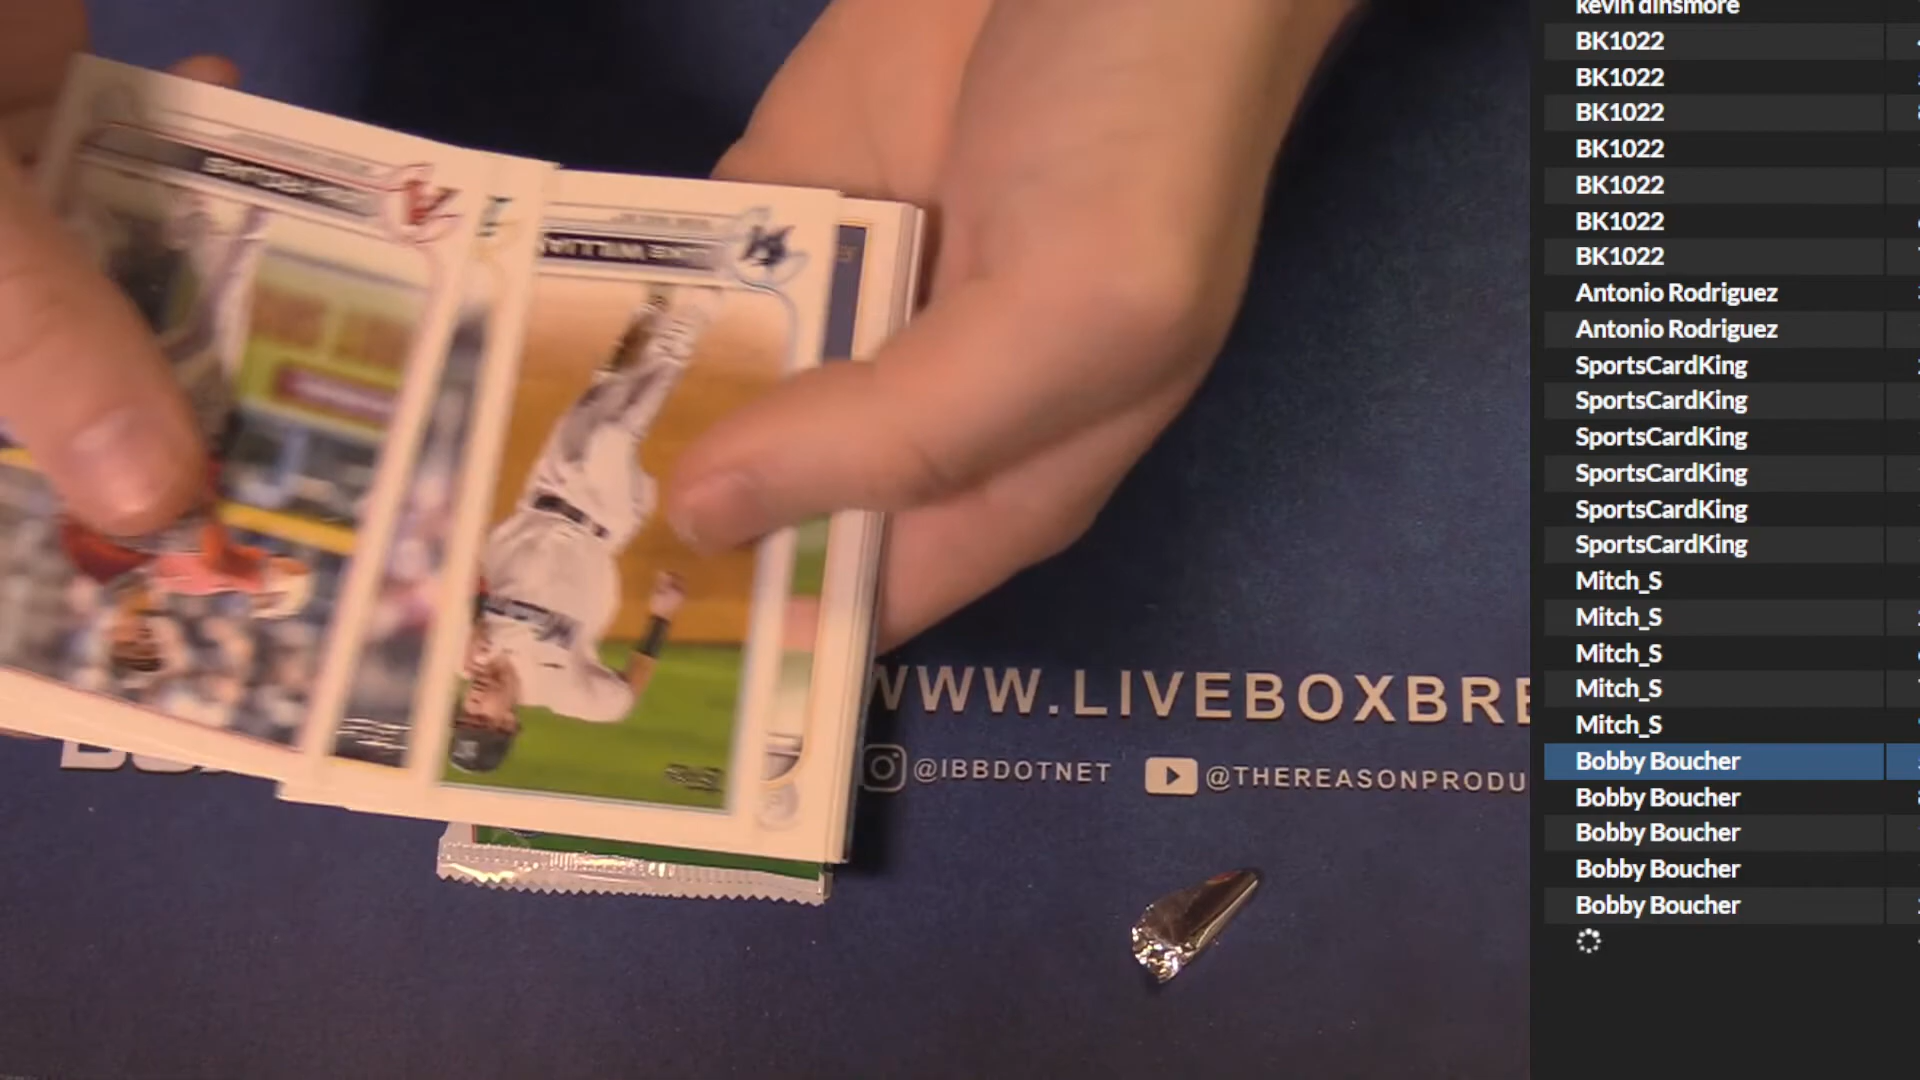 kevin dinsmore
BK1022
BK1022
BK1022
BK1022
BK1022
BK1022
BK1022
Antonio Rodriguez
Antonio Rodriguez
SportsCardKing
SportsCardKing
SportsCardKing
SportsCardKing
SportsCardKing
SportsCardKing
Mitch_S
Mitch_S
Mitch_S
Mitch_S
Mitch_S
Bobby Boucher
Bobby Boucher
Bobby Boucher
Bobby Boucher
Bobby Boucher
LUKE WILLIA
WWW.LIVEBOXBRE
@IBBDOTNET
@THEREASONPRODU